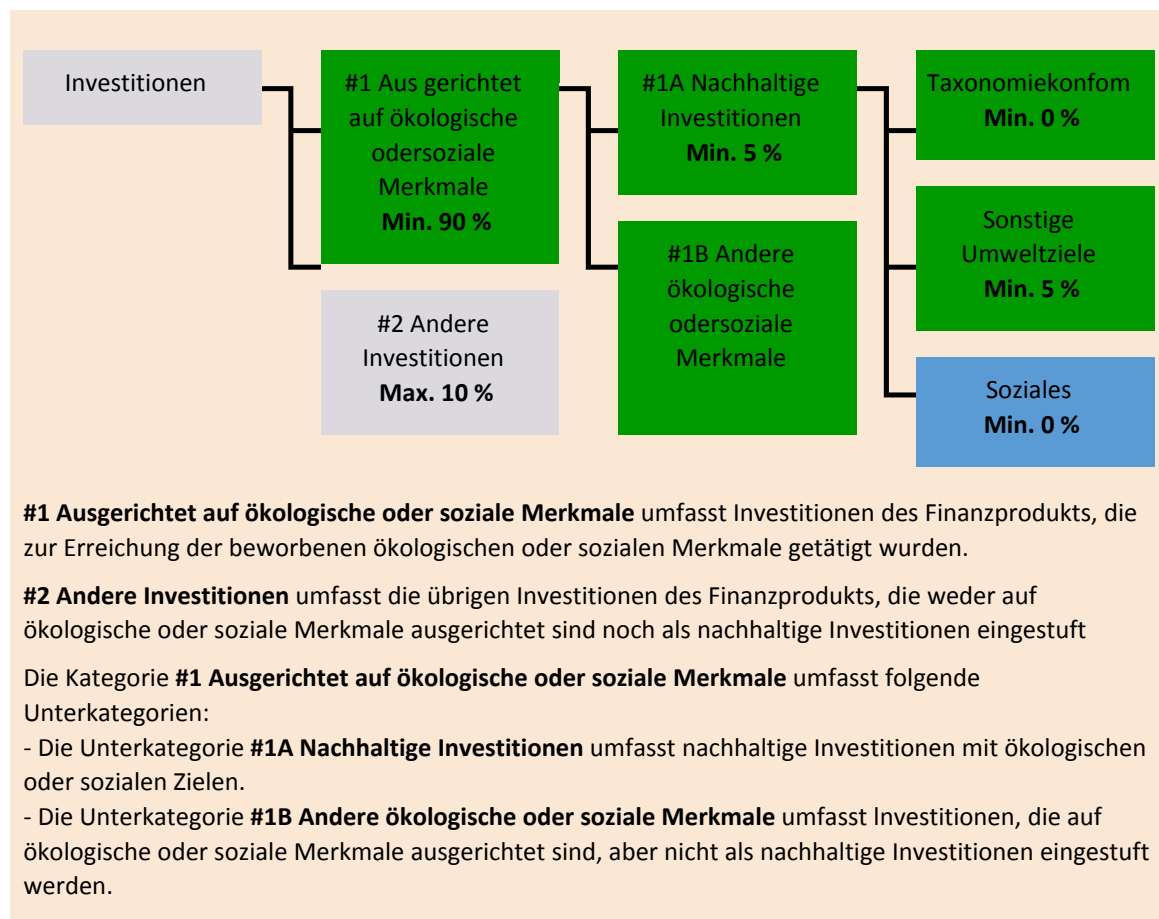 Investitionen
#1 Aus gerichtet
auf ökologische
odersoziale
Merkmale
Min. 90 %
#2 Andere
Investitionen
Max. 10 %
#1A Nachhaltige
Investitionen
Min. 5 %
#1B Andere
ökologische
odersoziale
Merkmale
Taxonomiekonfom
Min. 0 %
Sonstige
Umweltziele
Min. 5 %
Soziales
Min. 0 %
#1 Ausgerichtet auf ökologische oder soziale Merkmale umfasst Investitionen des Finanzprodukts, die
zur Erreichung der beworbenen ökologischen oder sozialen Merkmale getätigt wurden.
#2 Andere Investitionen umfasst die übrigen Investitionen des Finanzprodukts, die weder auf
ökologische oder soziale Merkmale ausgerichtet sind noch als nachhaltige Investitionen eingestuft
Die Kategorie #1 Ausgerichtet auf ökologische oder soziale Merkmale umfasst folgende
Unterkategorien:
- Die Unterkategorie #1A Nachhaltige Investitionen umfasst nachhaltige Investitionen mit ökologischen
oder sozialen Zielen.
- Die Unterkategorie #1B Andere ökologische oder soziale Merkmale umfasst lnvestitionen, die auf
ökologische oder soziale Merkmale ausgerichtet sind, aber nicht als nachhaltige Investitionen eingestuft
werden.